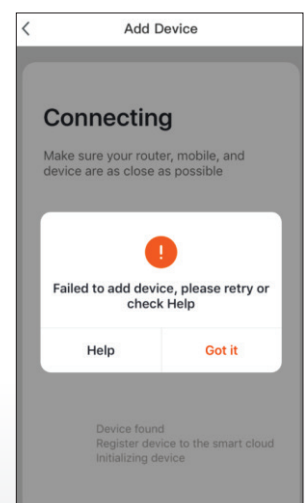 Add Device
Connecting
Make sure your router, mobile, and
device are as close as possible
!
Failed to add device, please retry or
check Help
Help Got it
Device found
Register device to the smart cloud
Initializing device